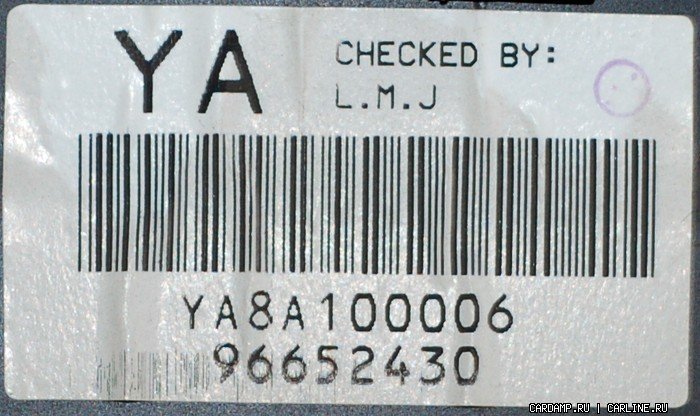 YA
CHECKED BY:
L.M.J
YA8A100006
96652430
CARDAMP.RU | CARLINE.RU